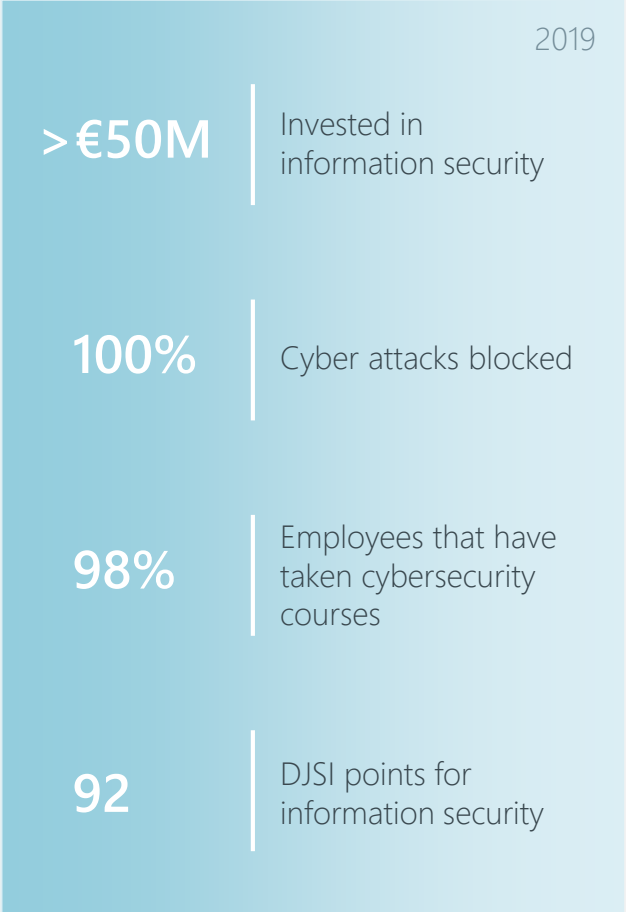 2019
>€50M
Invested in
information security
100%
Cyber attacks blocked
98%
Employees that have
taken cybersecurity
courses
92
DJSI points for
information security